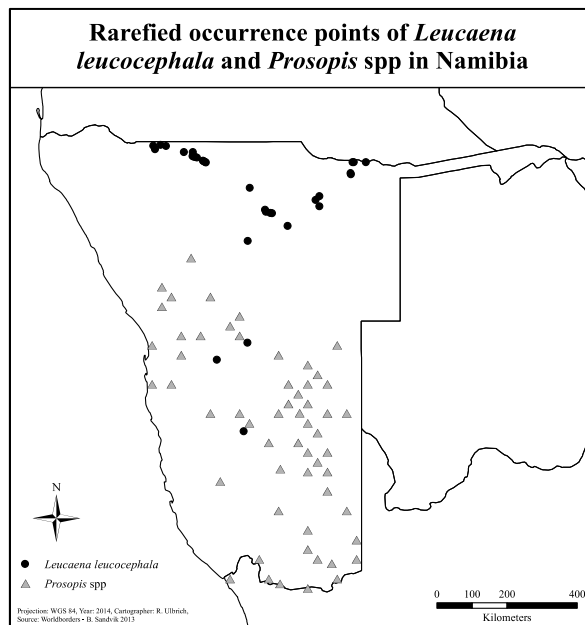 Rarefied occurrence points of Leucaena
leucocephala and Prosopis spp in Namibia
N
Leucaena leucocephala
Prosopis spp
Projection: WGS 84, Year: 2014, Cartographer: R. Ulbrich,
Source: Worldborders - B. Sandvik 2013
0 100 200 400
Kilometers